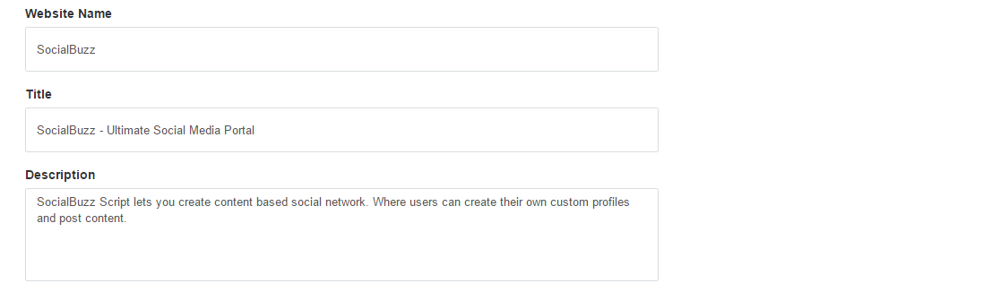 Website Name
SocialBuzz
Title
SocialBuzz - Ultimate Social Media Portal
Description
SocialBuzz Script lets you create content based social network. Where users can create their own custom profiles
and post content.